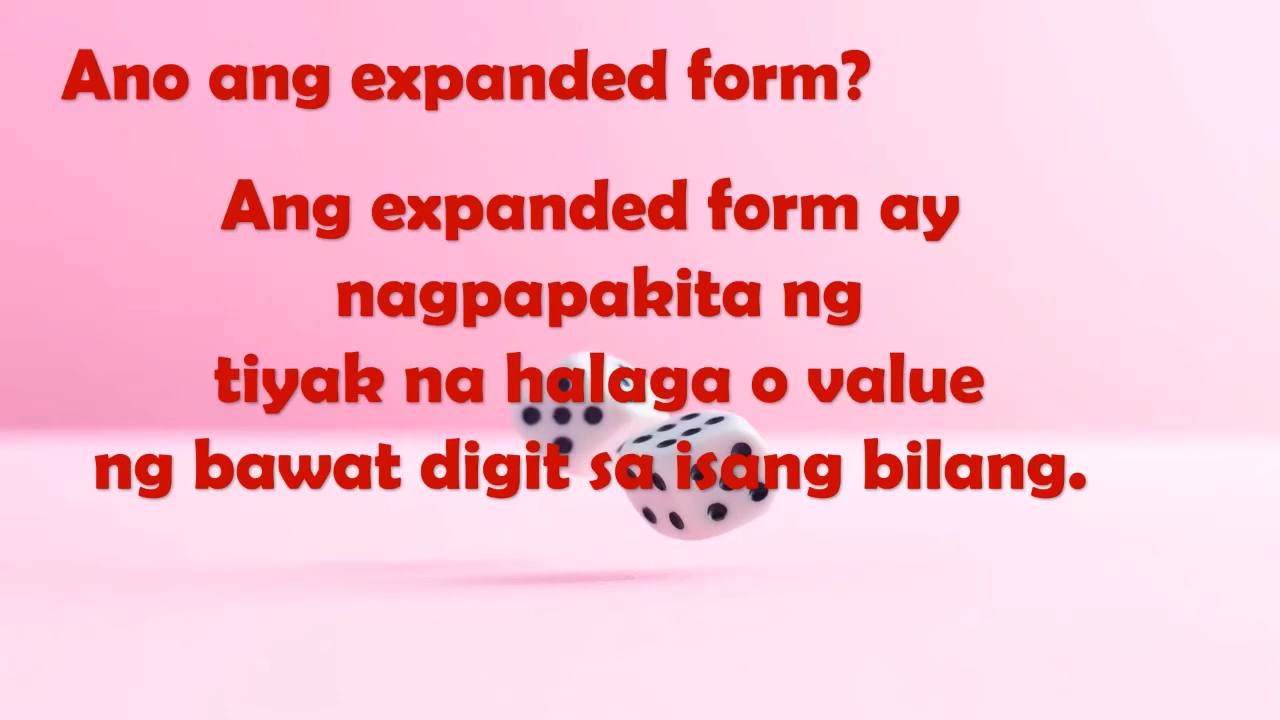 Ano ang expanded form?
Ang expanded form ay
nagpapakita ng
tiyak na halaga o value
ng bawat digit sa isang bilang.